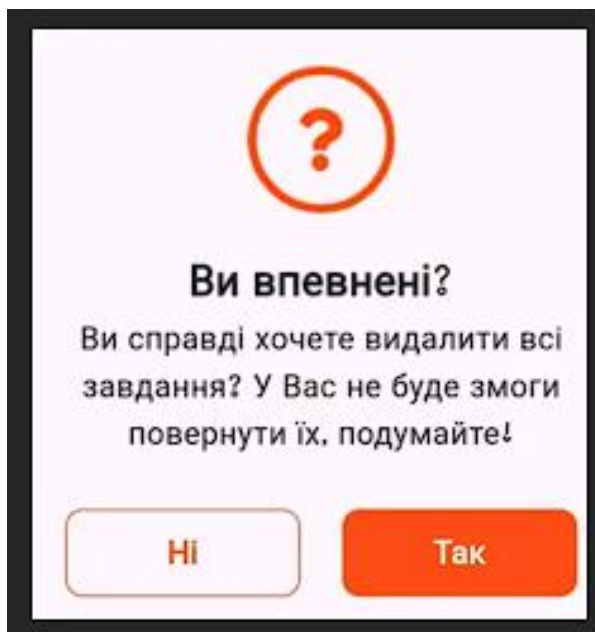 ?
Ви впевнені?
Ви справді хочете видалити всі
завдання? У Вас не буде змоги
повернути їх, подумайте!
Ні
Так